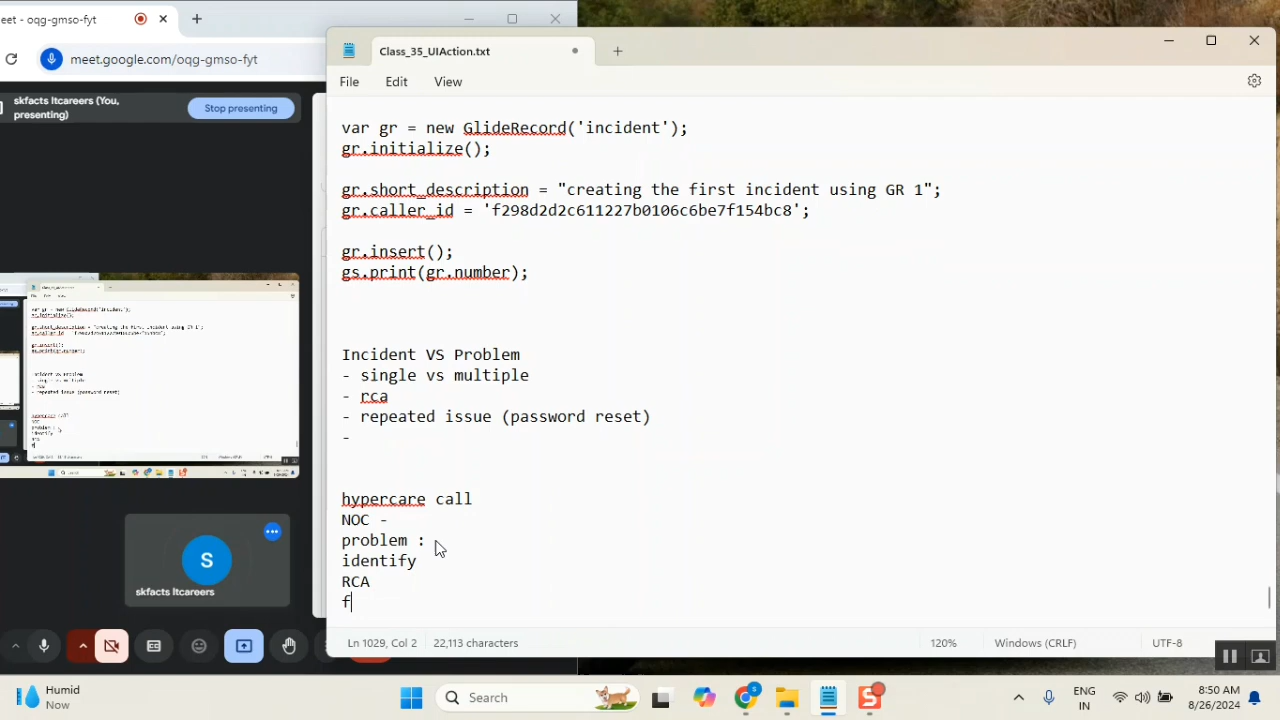 eet - oqg-gmso-fyt
meet.google.com/oqg-gmso-fyt
skfacts Itcareers (You, presenting)
Stop presenting
skfacts Itcareers
S
Class_35_UIAction.txt
File Edit View
var gr = new GlideRecord('incident');
gr.initialize();
gr.short_description = "creating the first incident using GR 1";
gr.caller_id = 'f298d2d2c611227b0106c6be7f154bc8';
gr.insert();
gs.print(gr.number);
Incident VS Problem
- single vs multiple
- rca
- repeated issue (password reset)
-
hypercare call
NOC -
problem :
identify
RCA
f
Ln 1029, Col 2 22,113 characters 120% Windows (CRLF) UTF-8
Humid
Now
Search
ENG
IN
8:50 AM
8/26/2024